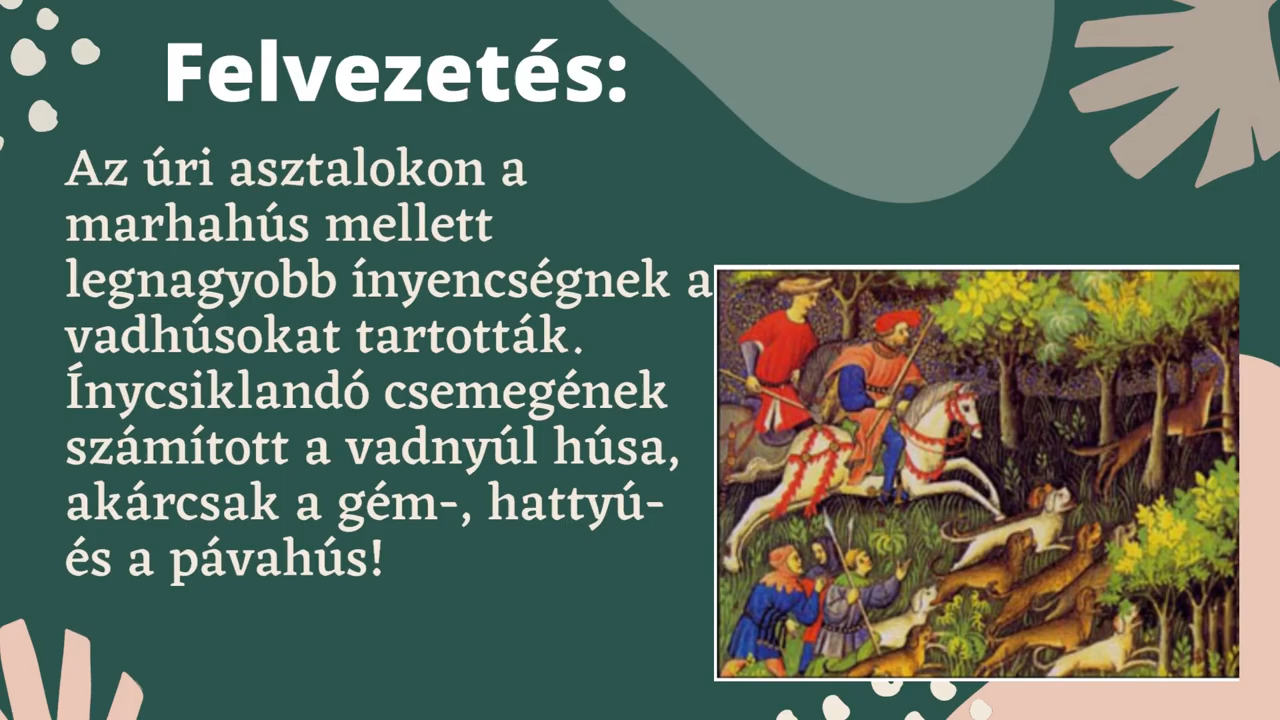 Felvezetés:
Az úri asztalokon a
marhahús mellett
legnagyobb ínyencségnek a
vadhúsokat tartották.
Ínycsiklandó csemegének
számított a vadnyúl húsa,
akárcsak a gém-, hattyú-
és a pávahús!